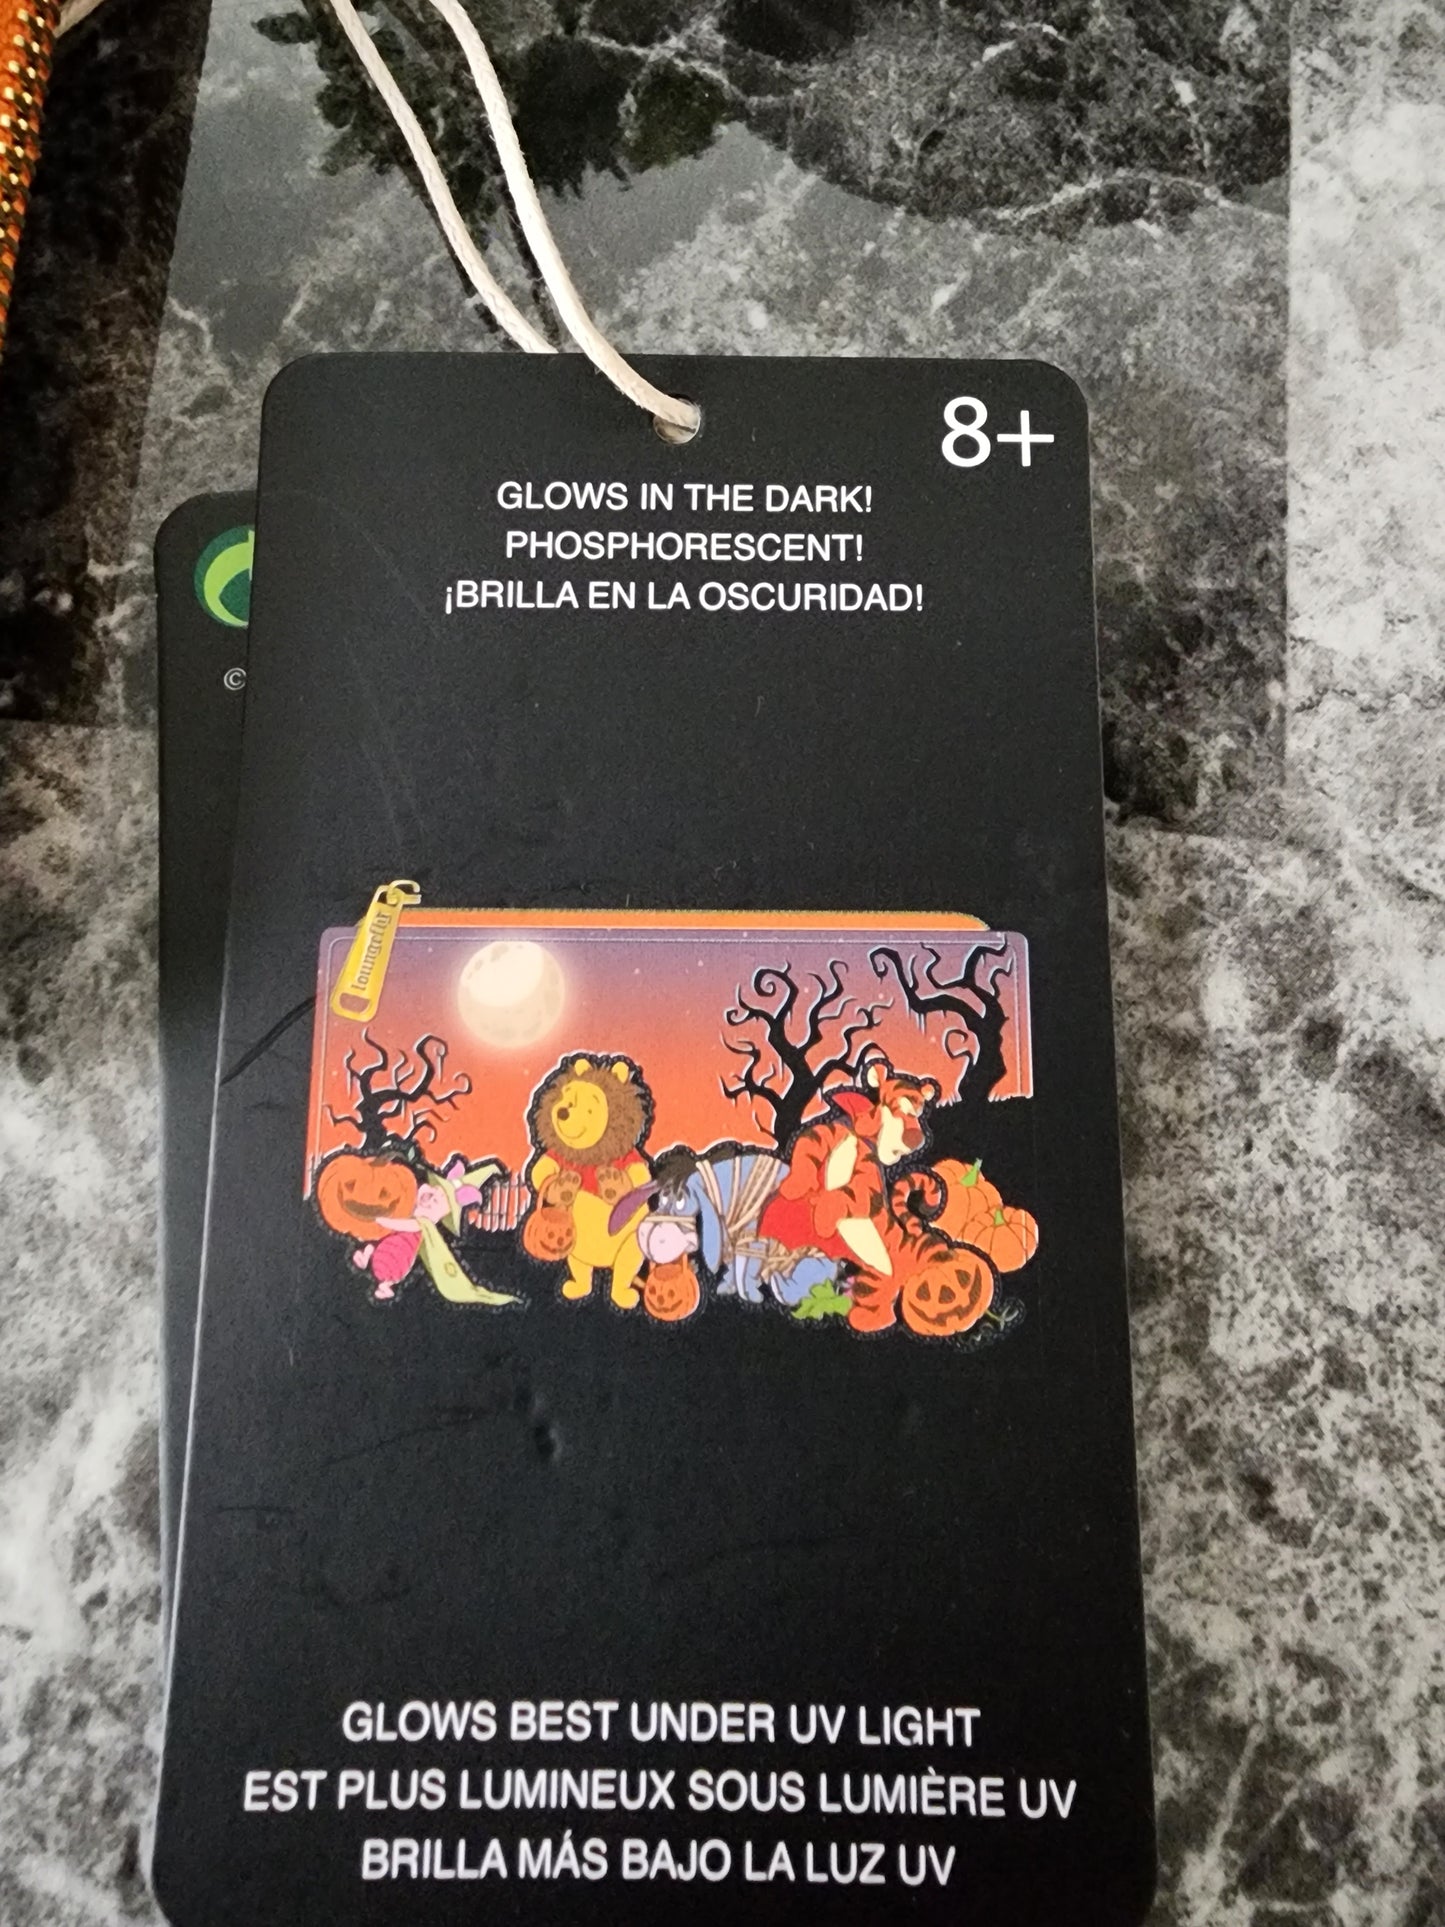 8+
GLOWS IN THE DARK!
PHOSPHORESCENT!
¡BRILLA EN LA OSCURIDAD!
©
loungefly
GLOWS BEST UNDER UV LIGHT
EST PLUS LUMINEUX SOUS LUMIÈRE UV
BRILLA MÁS BAJO LA LUZ UV